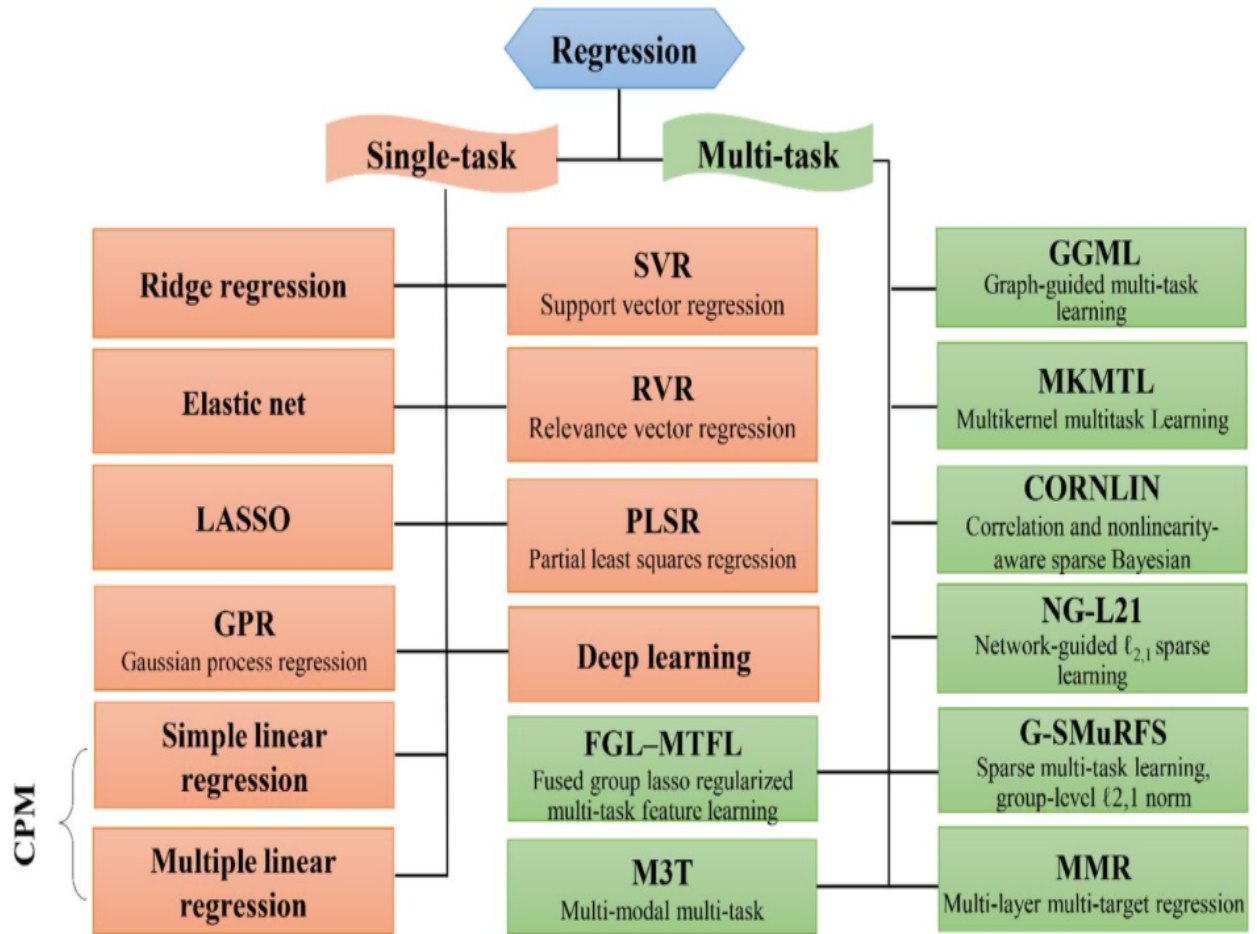 Regression
Single-task
Multi-task
Ridge regression
Elastic net
LASSO
GPR
Gaussian process regression
Simple linear
regression
Multiple linear
regression
CPM
SVR
Support vector regression
RVR
Relevance vector regression
PLSR
Partial least squares regression
Deep learning
FGL–MTFL
Fused group lasso regularized
multi-task feature learning
M3T
Multi-modal multi-task
GGML
Graph-guided multi-task
learning
MKMTL
Multikernel multitask Learning
CORNLIN
Correlation and nonlinearity-
aware sparse Bayesian
NG-L21
Network-guided ℓ₂,₁ sparse
learning
G-SMuRFS
Sparse multi-task learning,
group-level ℓ2,1 norm
MMR
Multi-layer multi-target regression